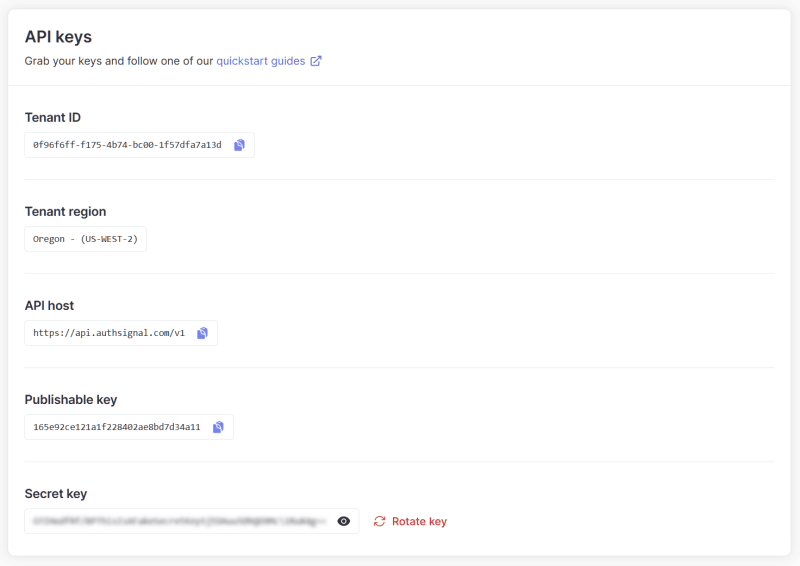 API keys
Grab your keys and follow one of our quickstart guides
Tenant ID
0f96f6ff-f175-4b74-bc00-1f57dfa7a13d
Tenant region
Oregon - (US-WEST-2)
API host
https://api.authsignal.com/v1
Publishable key
165e92ce121a1f228402ae8bd7d34a11
Secret key
Rotate key